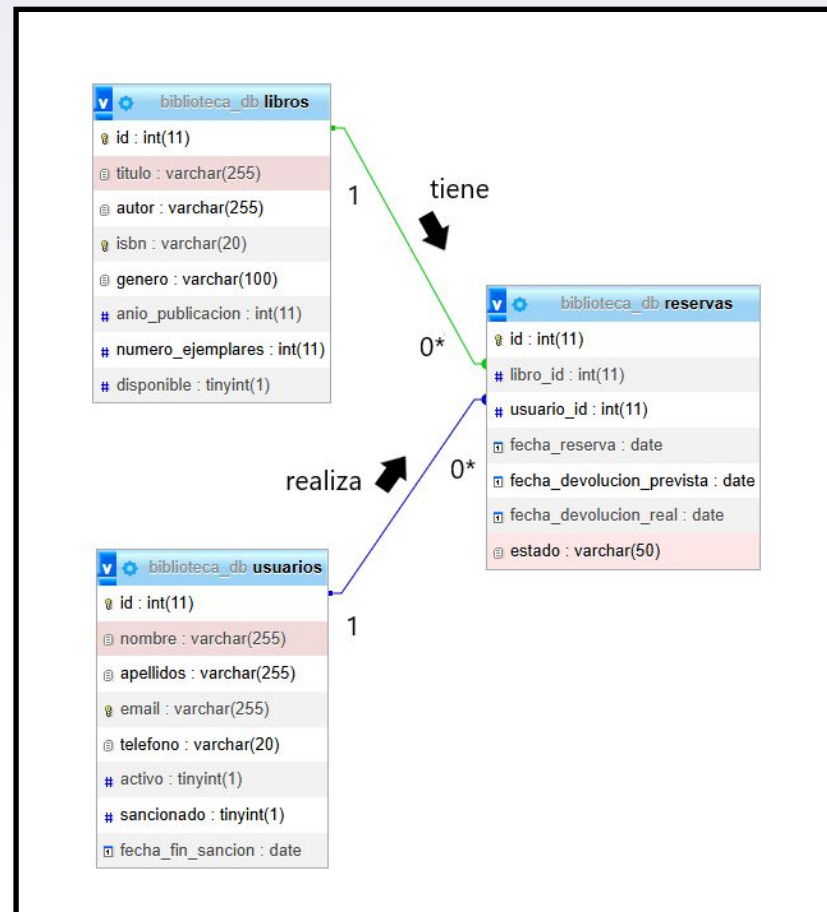 v biblioteca_db libros
id : int(11)
titulo : varchar(255)
autor : varchar(255)
isbn : varchar(20)
genero : varchar(100)
# anio_publicacion : int(11)
# numero_ejemplares : int(11)
# disponible : tinyint(1)
1
tiene
0*
v biblioteca_db reservas
id : int(11)
# libro_id : int(11)
# usuario_id : int(11)
fecha_reserva : date
fecha_devolucion_prevista : date
fecha_devolucion_real : date
estado : varchar(50)
realiza
0*
1
v biblioteca_db usuarios
id : int(11)
nombre : varchar(255)
apellidos : varchar(255)
email : varchar(255)
telefono : varchar(20)
# activo : tinyint(1)
# sancionado : tinyint(1)
fecha_fin_sancion : date